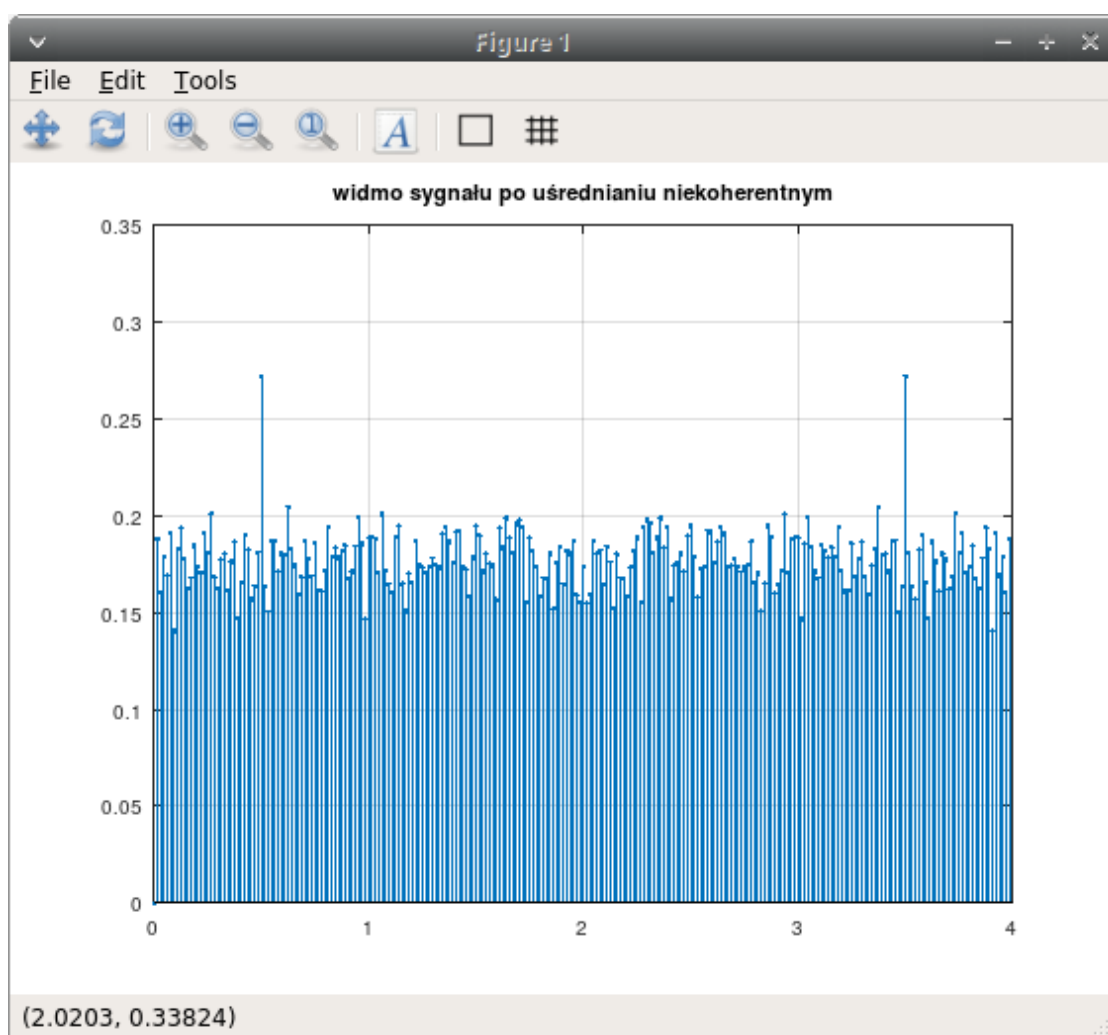 Figure 1
File Edit Tools
A
widmo sygnału po uśrednianiu niekoherentnym
0.35
0.3
0.25
0.2
0.15
0.1
0.05
0
0 1 2 3 4
(2.0203, 0.33824)